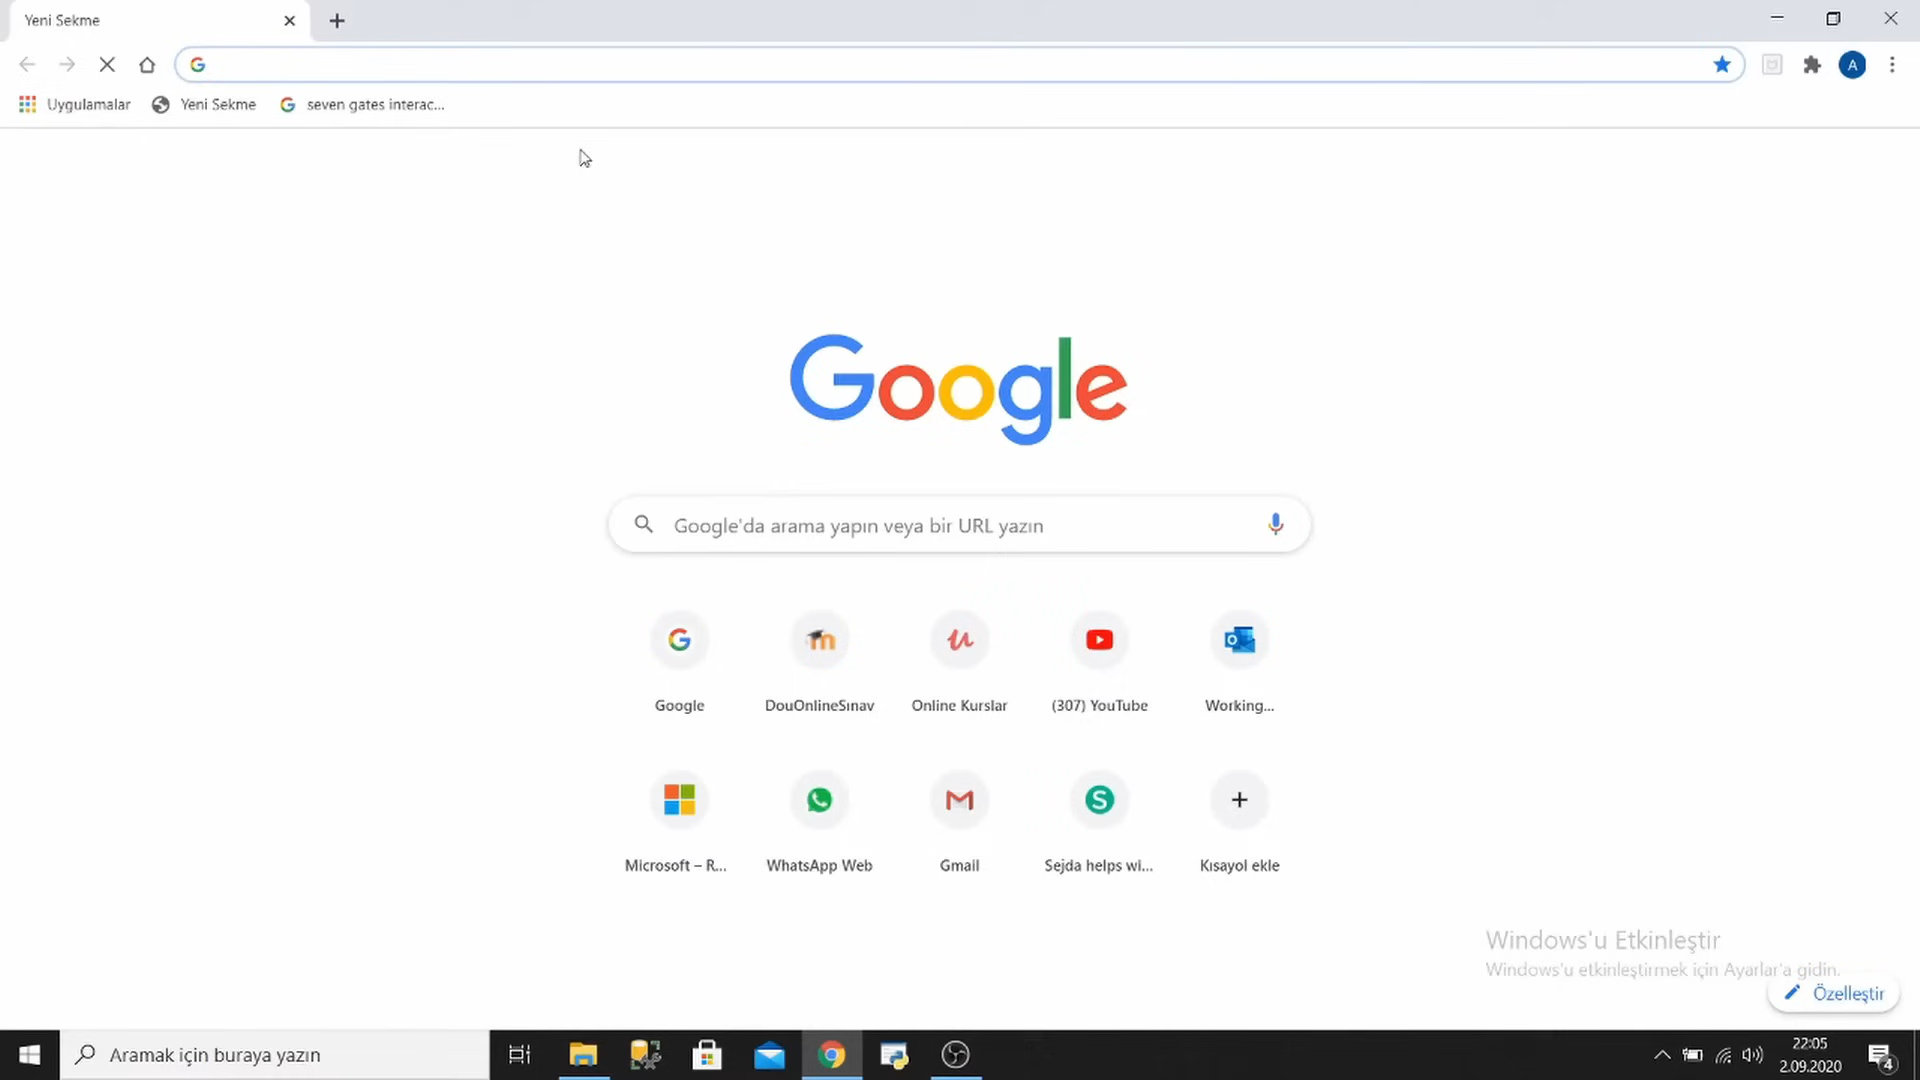 Yeni Sekme
A
Uygulamalar
Yeni Sekme
seven gates interac...
Google
Google'da arama yapın veya bir URL yazın
Google
DouOnlineSınav
Online Kurslar
(307) YouTube
Working...
Microsoft – R...
WhatsApp Web
Gmail
Sejda helps wi...
Kısayol ekle
Windows'u Etkinleştir
Windows'u etkinleştirmek için Ayarlar'a gidin.
Özelleştir
Aramak için buraya yazın
22:05
2.09.2020
4